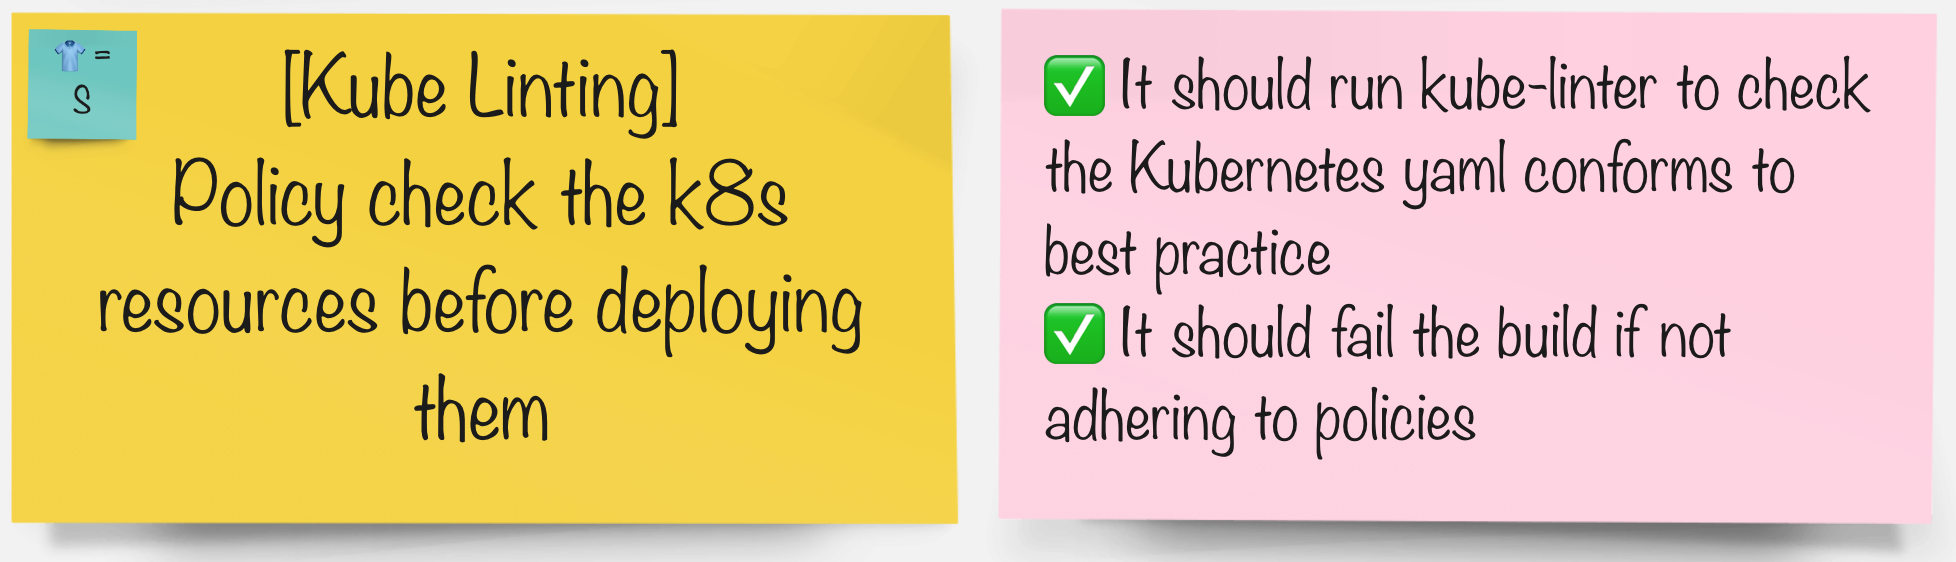 👕 =
S
[Kube Linting]
Policy check the k8s
resources before deploying
them
✅ It should run kube-linter to check
the Kubernetes yaml conforms to
best practice
✅ It should fail the build if not
adhering to policies